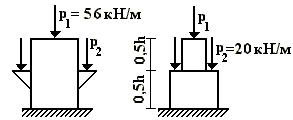 p₁= 56 кН/м
p₂
0,5h
0,5h
p₁
p₂=20 кН/м